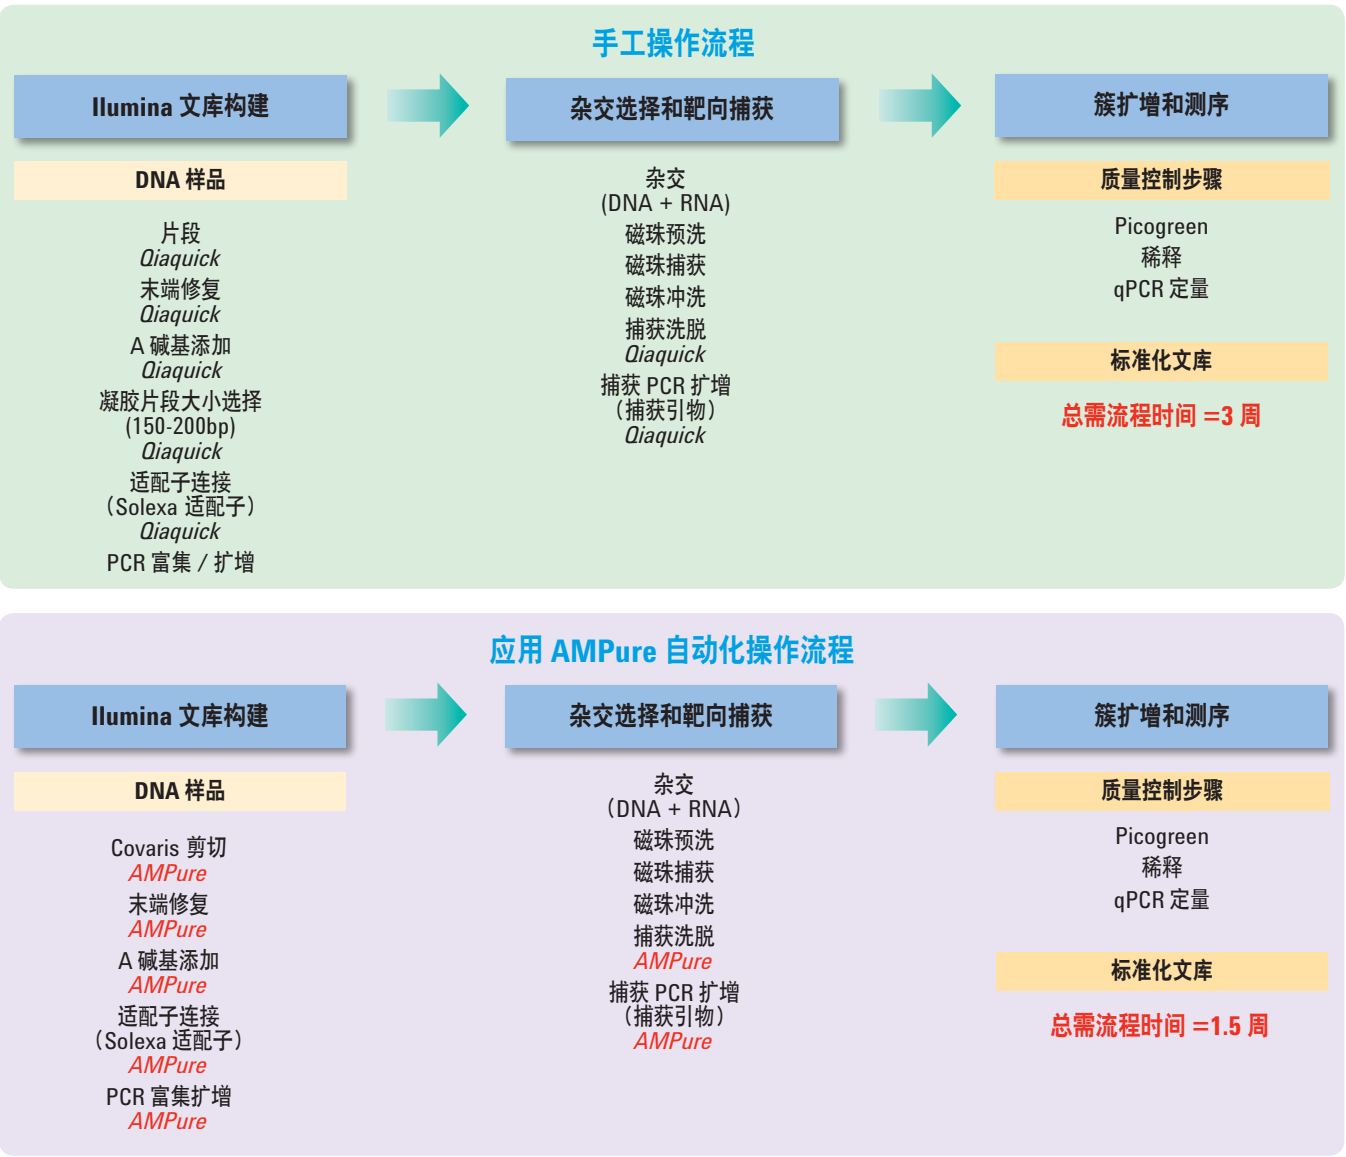 手工操作流程
Ilumina 文库构建
DNA 样品
片段
Qiaquick
末端修复
Qiaquick
A 碱基添加
Qiaquick
凝胶片段大小选择
(150-200bp)
Qiaquick
适配子连接
（Solexa 适配子）
Qiaquick
PCR 富集 / 扩增
杂交选择和靶向捕获
杂交
(DNA + RNA)
磁珠预洗
磁珠捕获
磁珠冲洗
捕获洗脱
Qiaquick
捕获 PCR 扩增
（捕获引物）
Qiaquick
簇扩增和测序
质量控制步骤
Picogreen
稀释
qPCR 定量
标准化文库
总需流程时间 =3 周
应用 AMPure 自动化操作流程
Ilumina 文库构建
DNA 样品
Covaris 剪切
AMPure
末端修复
AMPure
A 碱基添加
AMPure
适配子连接
（Solexa 适配子）
AMPure
PCR 富集扩增
AMPure
杂交选择和靶向捕获
杂交
（DNA + RNA）
磁珠预洗
磁珠捕获
磁珠冲洗
捕获洗脱
AMPure
捕获 PCR 扩增
（捕获引物）
AMPure
簇扩增和测序
质量控制步骤
Picogreen
稀释
qPCR 定量
标准化文库
总需流程时间 =1.5 周